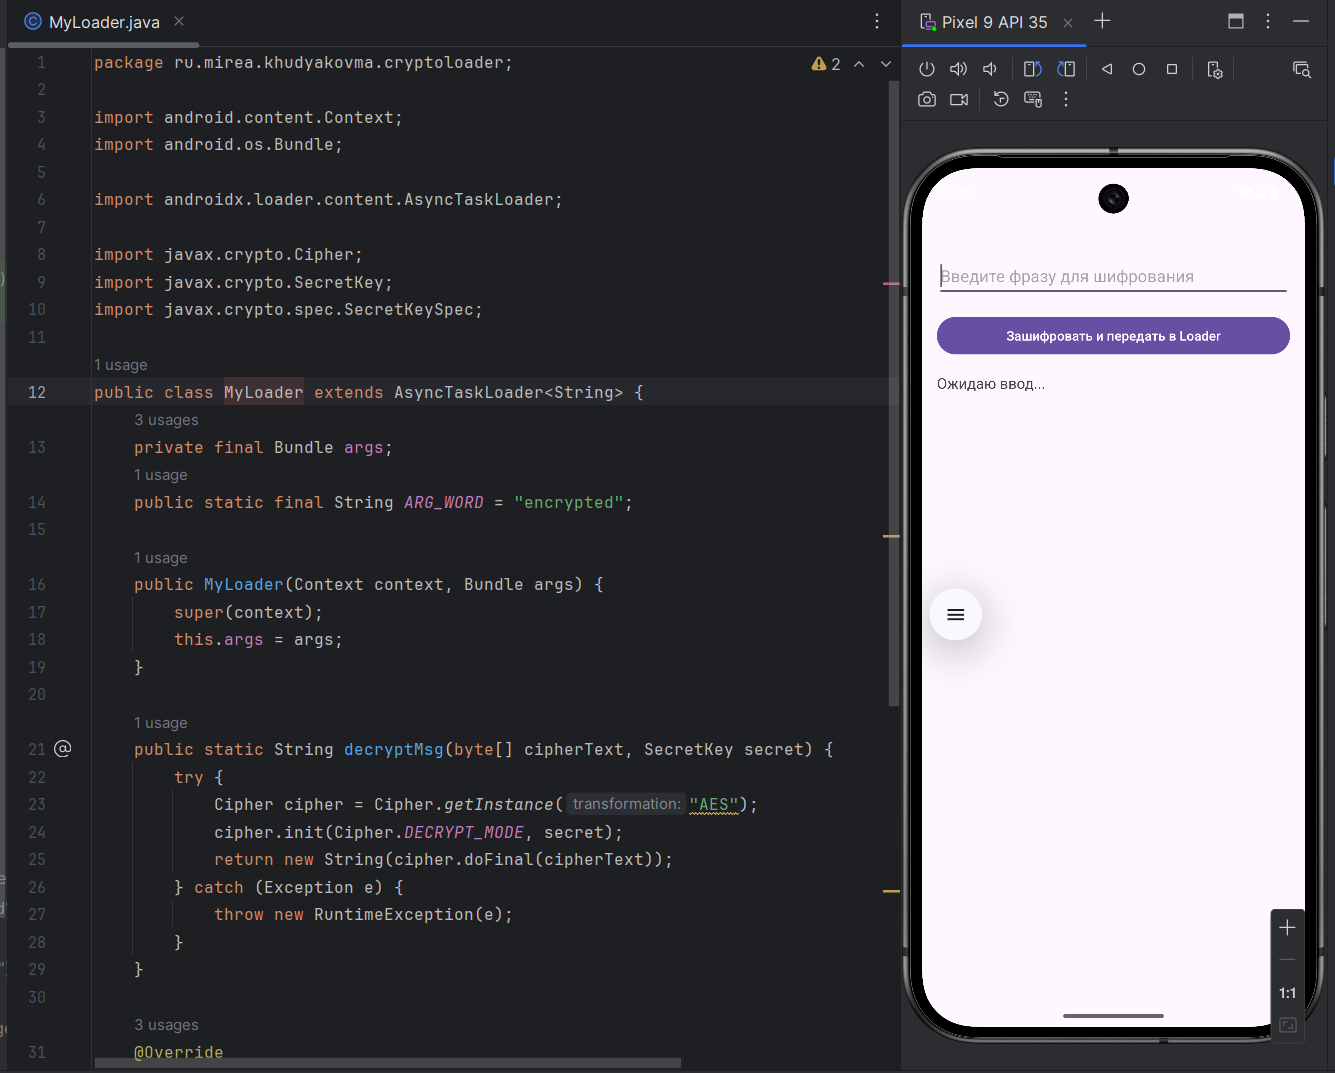 MyLoader.java
1 package ru.mirea.khudyakovma.cryptoloader;
2
2
3 import android.content.Context;
4 import android.os.Bundle;
5
6 import androidx.loader.content.AsyncTaskLoader;
7
8 import javax.crypto.Cipher;
9 import javax.crypto.SecretKey;
10 import javax.crypto.spec.SecretKeySpec;
11
1 usage
12 public class MyLoader extends AsyncTaskLoader<String> {
3 usages
13 private final Bundle args;
1 usage
14 public static final String ARG_WORD = "encrypted";
15
1 usage
16 public MyLoader(Context context, Bundle args) {
17 super(context);
18 this.args = args;
19 }
20
1 usage
21 @ public static String decryptMsg(byte[] cipherText, SecretKey secret) {
22 try {
23 Cipher cipher = Cipher.getInstance( transformation: "AES");
24 cipher.init(Cipher.DECRYPT_MODE, secret);
25 return new String(cipher.doFinal(cipherText));
26 } catch (Exception e) {
27 throw new RuntimeException(e);
28 }
29 }
30
3 usages
31 @Override
Pixel 9 API 35
Введите фразу для шифрования
Зашифровать и передать в Loader
Ожидаю ввод...
1:1